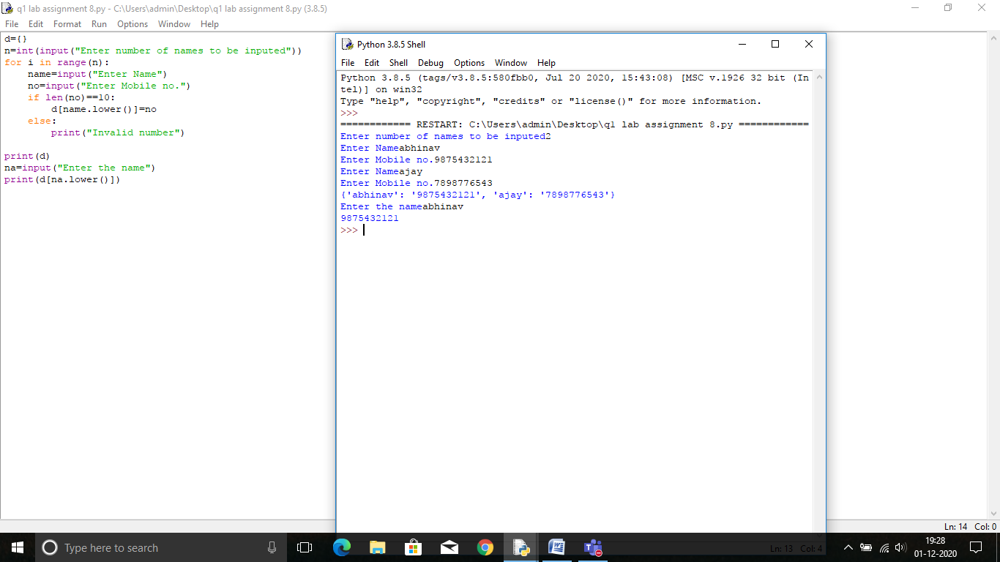 q1 lab assignment 8.py - C:\Users\admin\Desktop\q1 lab assignment 8.py (3.8.5)
File Edit Format Run Options Window Help
d={}
n=int(input("Enter number of names to be inputed"))
for i in range(n):
    name=input("Enter Name")
    no=input("Enter Mobile no.")
    if len(no)==10:
        d[name.lower()]=no
    else:
        print("Invalid number")
print(d)
na=input("Enter the name")
print(d[na.lower()])
Python 3.8.5 Shell
File Edit Shell Debug Options Window Help
Python 3.8.5 (tags/v3.8.5:580fbb0, Jul 20 2020, 15:43:08) [MSC v.1926 32 bit (In
tel)] on win32
Type "help", "copyright", "credits" or "license()" for more information.
>>>
============ RESTART: C:\Users\admin\Desktop\q1 lab assignment 8.py ============
Enter number of names to be inputed2
Enter Nameabhinav
Enter Mobile no.9875432121
Enter Nameajay
Enter Mobile no.7898776543
{'abhinav': '9875432121', 'ajay': '7898776543'}
Enter the nameabhinav
9875432121
>>>
Ln: 14 Col: 0
Ln: 13 Col: 4
Type here to search
19:28
01-12-2020